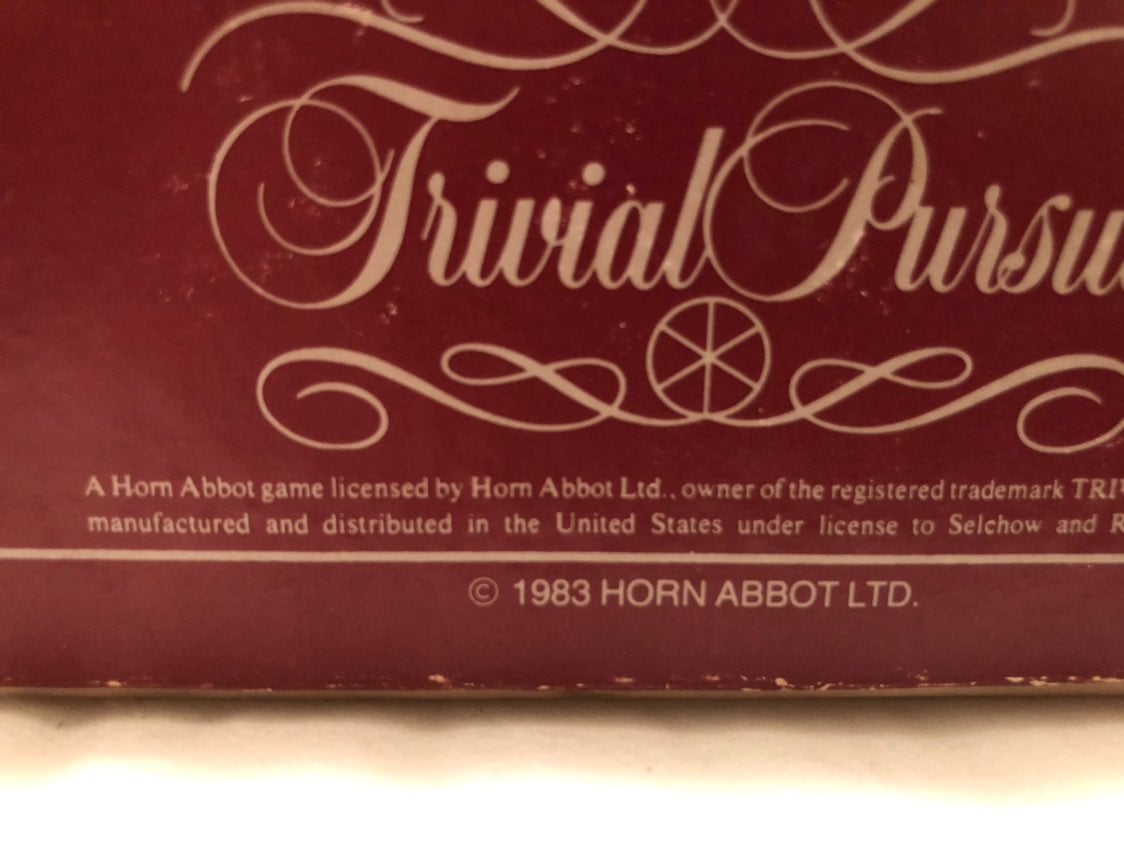 Trivial
A Horn Abbot game licensed by Horn Abbot Ltd., owner of the registered trademark
manufactured and distributed in the United States under license to Selchow and
© 1983 HORN ABBOT LTD.